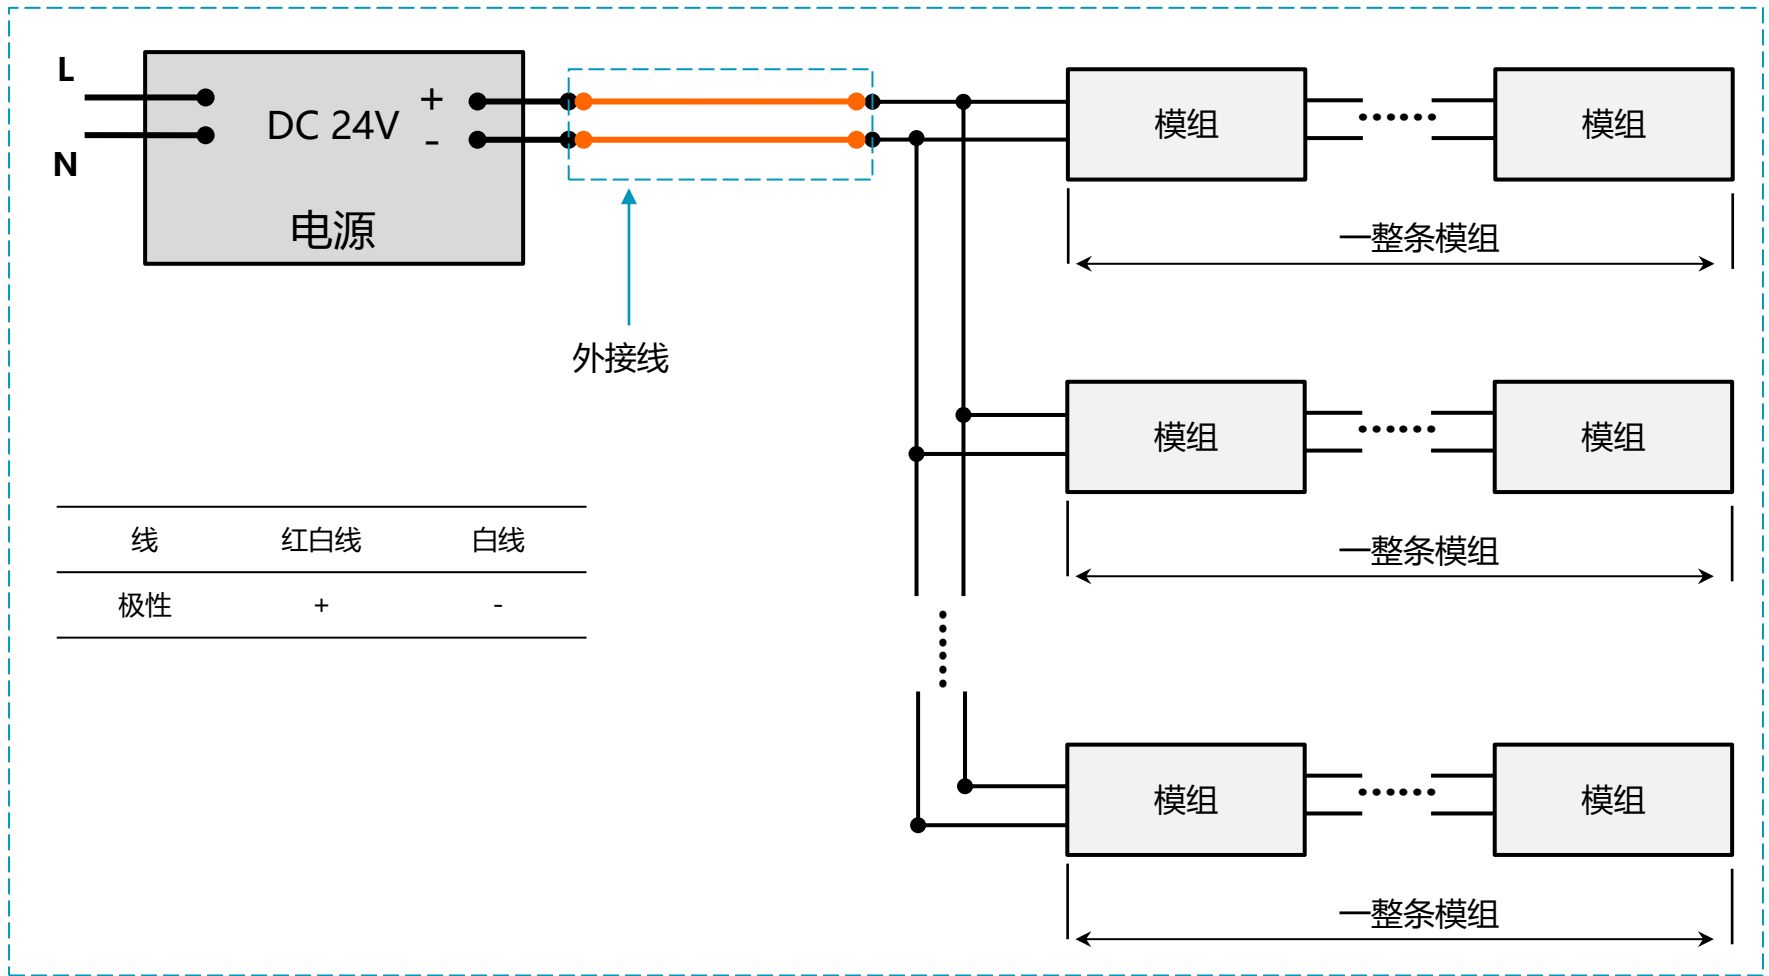 L
N
DC 24V
+
-
电源
外接线
模组
模组
一整条模组
模组
模组
一整条模组
线 红白线 白线
极性 + -
模组
模组
一整条模组